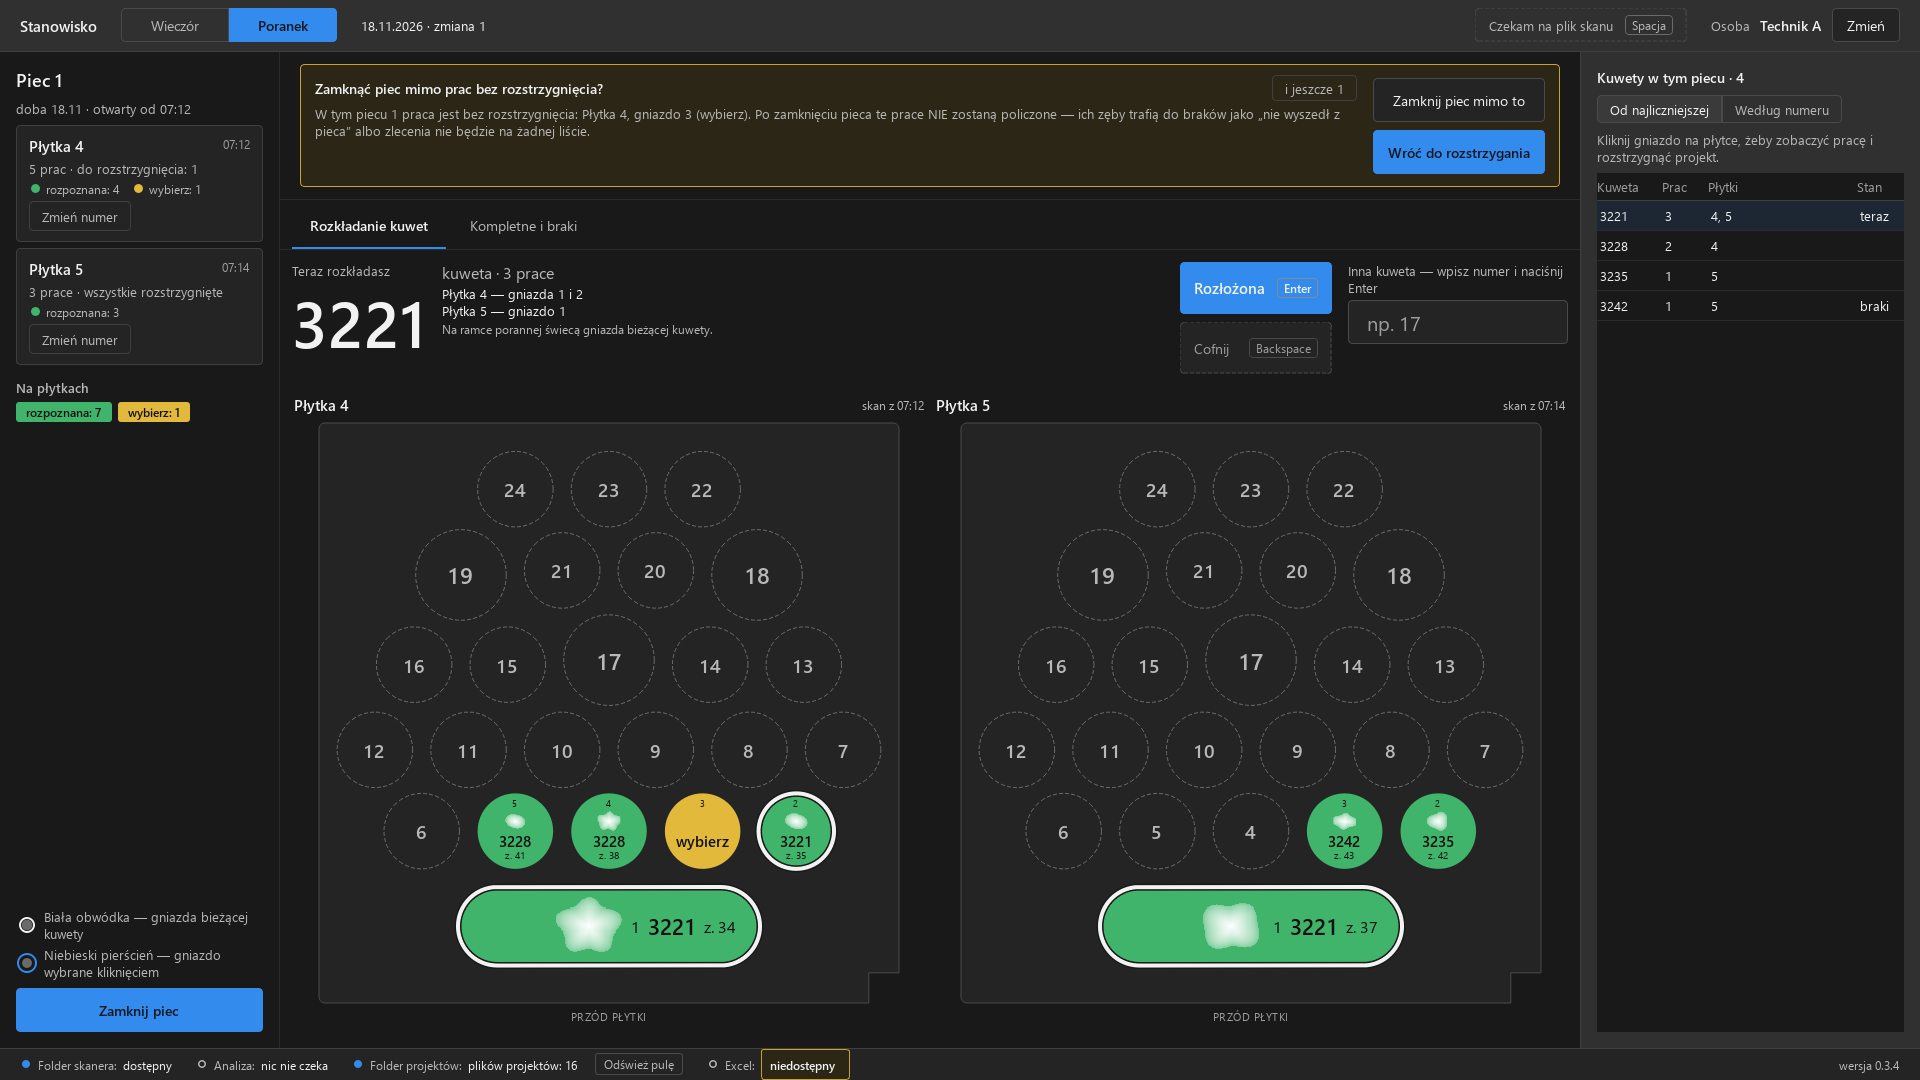 Stanowisko
Wieczór
Poranek
18.11.2026 · zmiana 1
Czekam na plik skanu
Spacja
Osoba
Technik A
Zmień
Piec 1
doba 18.11 · otwarty od 07:12
Płytka 4
07:12
5 prac · do rozstrzygnięcia: 1
rozpoznana: 4
wybierz: 1
Zmień numer
Płytka 5
07:14
3 prace · wszystkie rozstrzygnięte
rozpoznana: 3
Zmień numer
Na płytkach
rozpoznana: 7
wybierz: 1
Biała obwódka — gniazda bieżącej
kuwety
Niebieski pierścień — gniazdo
wybrane kliknięciem
Zamknij piec
Zamknąć piec mimo prac bez rozstrzygnięcia?
i jeszcze 1
W tym piecu 1 praca jest bez rozstrzygnięcia: Płytka 4, gniazdo 3 (wybierz). Po zamknięciu pieca te prace NIE zostaną policzone — ich zęby trafią do braków jako „nie wyszedł z
pieca” albo zlecenia nie będzie na żadnej liście.
Zamknij piec mimo to
Wróć do rozstrzygania
Rozkładanie kuwet
Kompletne i braki
Teraz rozkładasz
3221
kuweta · 3 prace
Płytka 4 — gniazda 1 i 2
Płytka 5 — gniazdo 1
Na ramce porannej świecą gniazda bieżącej kuwety.
Rozłożona
Enter
Cofnij
Backspace
Inna kuweta — wpisz numer i naciśnij
Enter
np. 17
Płytka 4
skan z 07:12
24
23
22
19
21
20
18
16
15
17
14
13
12
11
10
9
8
7
6
5
3228
z. 41
4
3228
z. 38
3
wybierz
2
3221
z. 35
1 3221 z. 34
PRZÓD PŁYTKI
Płytka 5
skan z 07:14
24
23
22
19
21
20
18
16
15
17
14
13
12
11
10
9
8
7
6
5
4
3
3242
z. 43
2
3235
z. 42
1 3221 z. 37
PRZÓD PŁYTKI
Kuwety w tym piecu · 4
Od najliczniejszej
Według numeru
Kliknij gniazdo na płytce, żeby zobaczyć pracę i
rozstrzygnąć projekt.
Kuweta Prac Płytki Stan
3221 3 4, 5 teraz
3228 2 4
3235 1 5
3242 1 5 braki
Folder skanera: dostępny
Analiza: nic nie czeka
Folder projektów: plików projektów: 16
Odśwież pulę
Excel: niedostępny
wersja 0.3.4